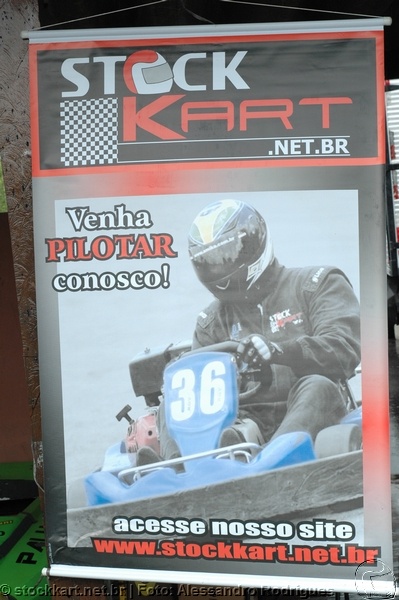 STOCK
KART
.NET.BR
Venha
PILOTAR
conosco!
36
acesse nosso site
www.stockkart.net.br
© stockkart.net.br | Foto: Alessandro Rodrigues